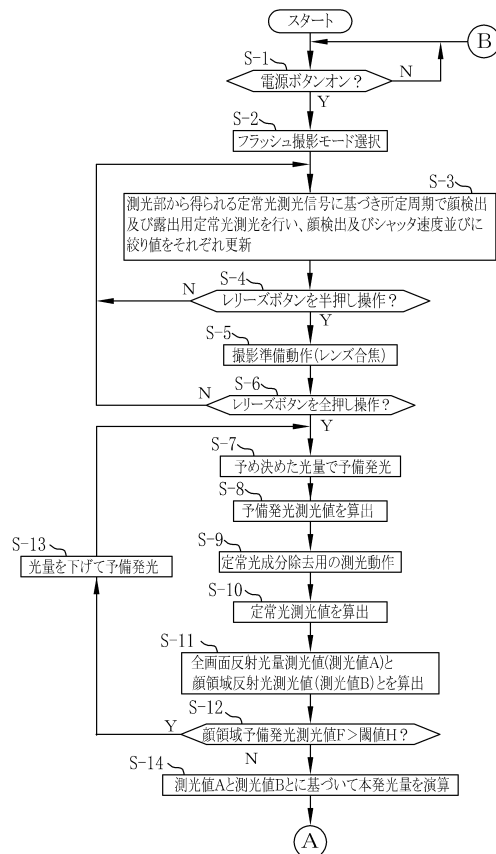 スタート
B
S-1
電源ボタンオン?
N
Y
S-2
フラッシュ撮影モード選択
S-3
測光部から得られる定常光測光信号に基づき所定周期で顔検出
及び露出用定常光測光を行い、顔検出及びシャッタ速度並びに
絞り値をそれぞれ更新
S-4
N
レリーズボタンを半押し操作?
Y
S-5
撮影準備動作(レンズ合焦)
S-6
N
レリーズボタンを全押し操作?
Y
S-7
予め決めた光量で予備発光
S-8
予備発光測光値を算出
S-13
光量を下げて予備発光
S-9
定常光成分除去用の測光動作
S-10
定常光測光値を算出
S-11
全画面反射光量測光値(測光値A)と
顔領域反射光測光値(測光値B)とを算出
S-12
Y
顔領域予備発光測光値F>閾値H?
N
S-14
測光値Aと測光値Bとに基づいて本発光量を演算
A